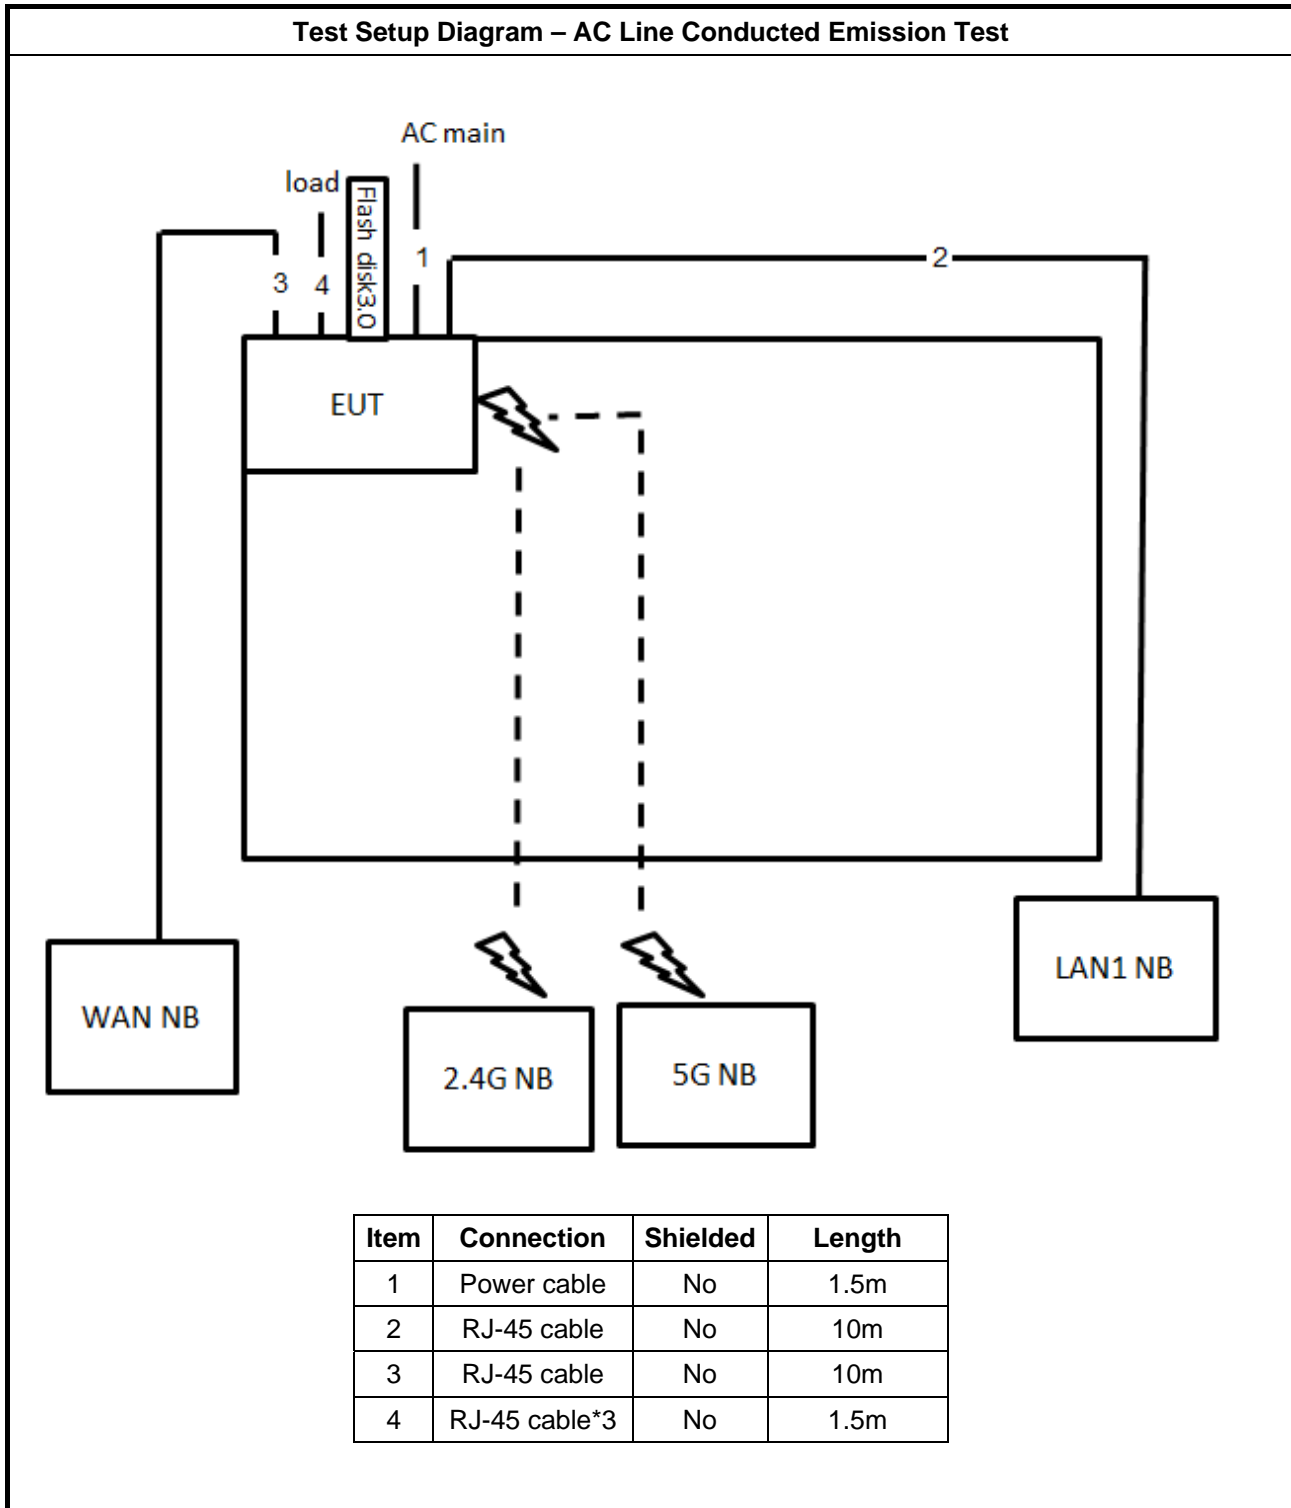 Test Setup Diagram – AC Line Conducted Emission Test
AC main
load
Flash disk3.0
3
4
1
2
EUT
WAN NB
2.4G NB
5G NB
LAN1 NB
Item Connection Shielded Length
1 Power cable No 1.5m
2 RJ-45 cable No 10m
3 RJ-45 cable No 10m
4 RJ-45 cable*3 No 1.5m